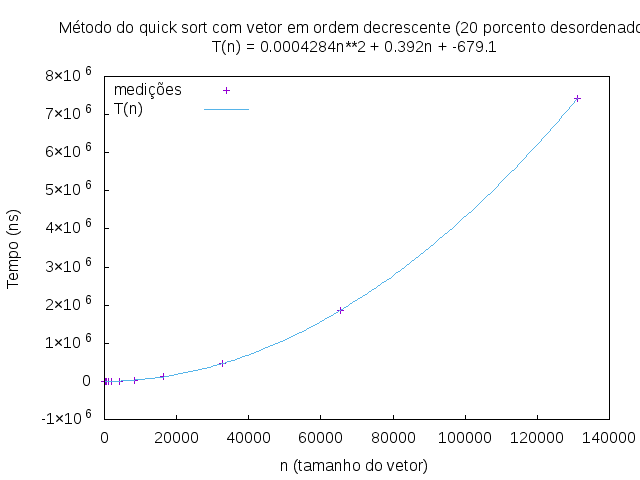 Método do quick sort com vetor em ordem decrescente (20 porcento desordenado
T(n) = 0.0004284n**2 + 0.392n + -679.1
8×10 6
7×10 6
6×10 6
5×10 6
4×10 6
3×10 6
2×10 6
1×10 6
0
-1×10 6
medições
T(n)
Tempo (ns)
0 20000 40000 60000 80000 100000 120000 140000
n (tamanho do vetor)